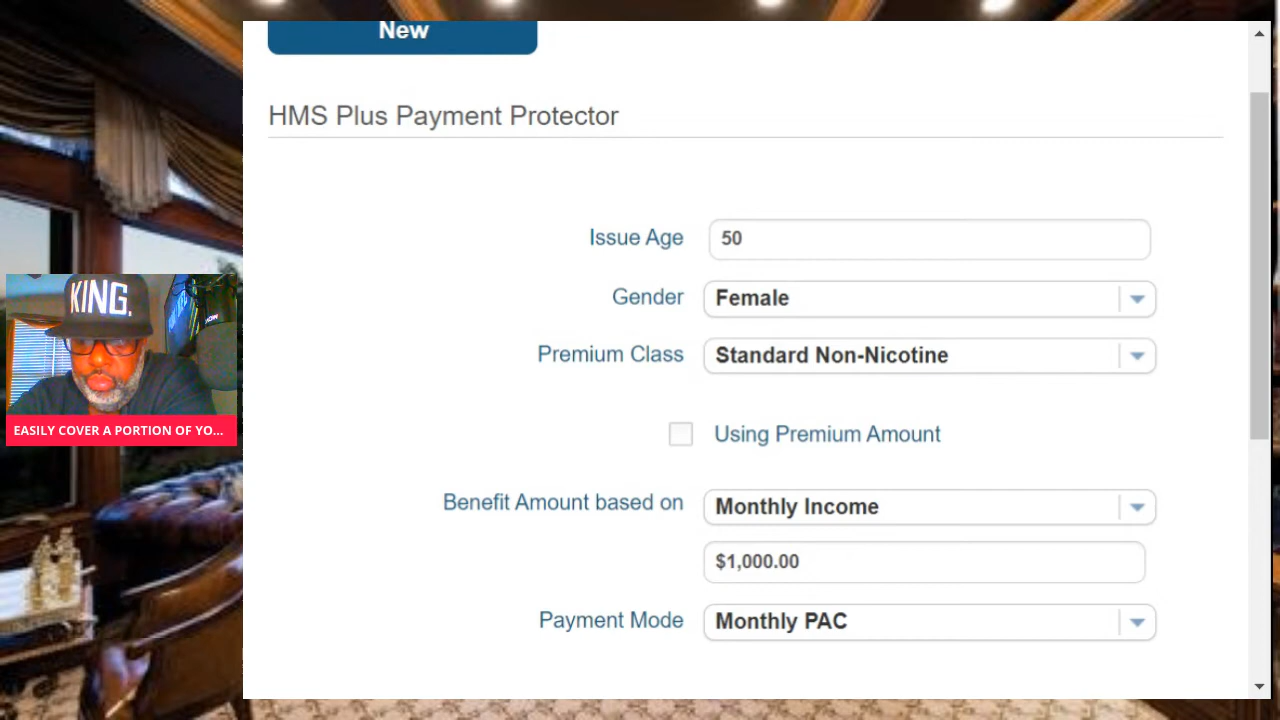 New
HMS Plus Payment Protector
Issue Age 50
Gender Female
Premium Class Standard Non-Nicotine
Using Premium Amount
Benefit Amount based on Monthly Income
$1,000.00
Payment Mode Monthly PAC
KING.
EASILY COVER A PORTION OF YO...